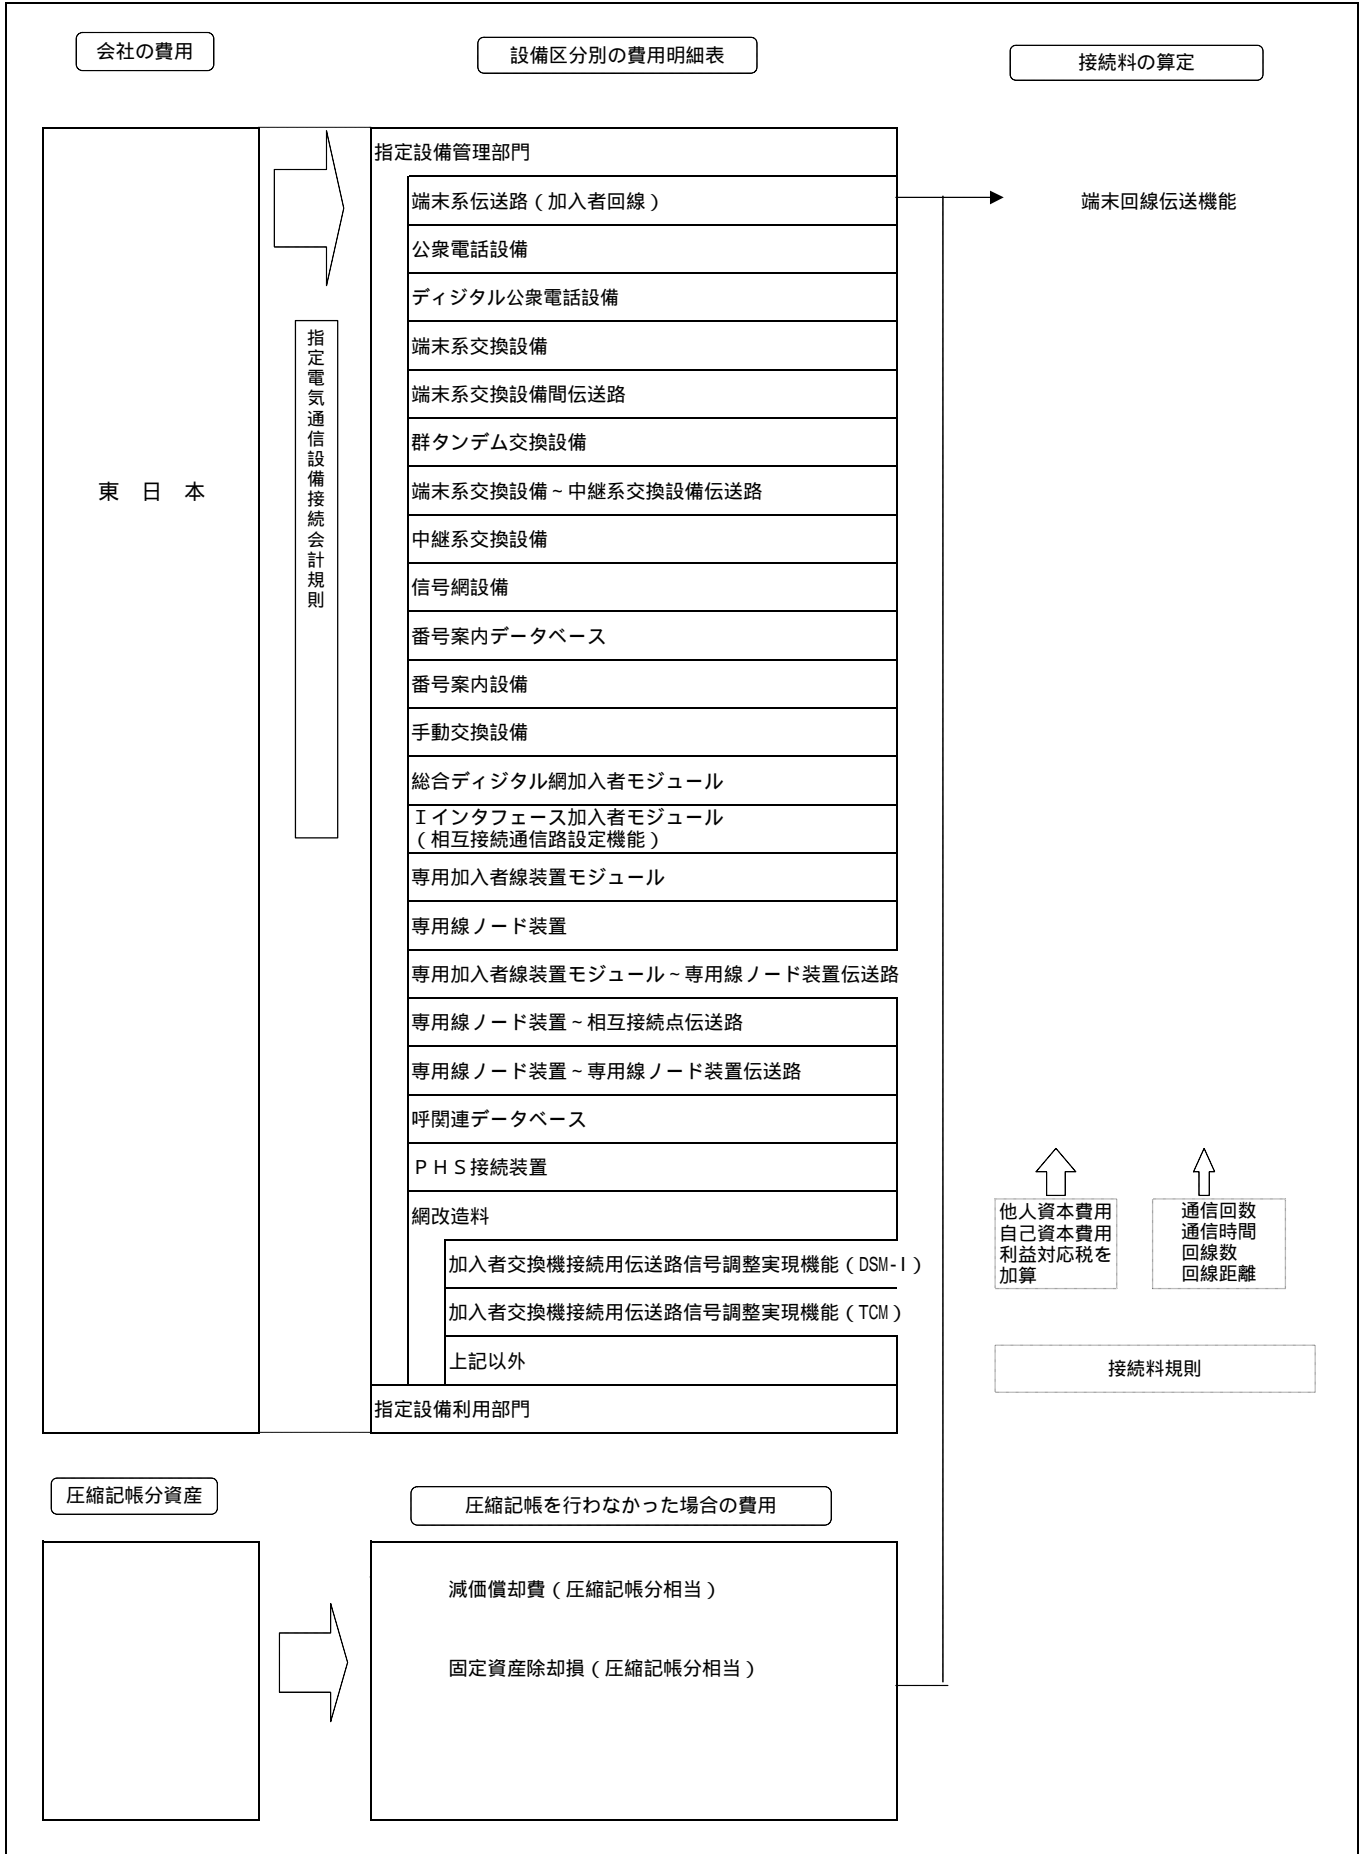 会社の費用
設備区分別の費用明細表
接続料の算定
東 日 本
指定電気通信設備接続会計規則
指定設備管理部門
端末系伝送路（加入者回線）
公衆電話設備
ディジタル公衆電話設備
端末系交換設備
端末系交換設備間伝送路
群タンデム交換設備
端末系交換設備～中継系交換設備伝送路
中継系交換設備
信号網設備
番号案内データベース
番号案内設備
手動交換設備
総合ディジタル網加入者モジュール
Ｉインタフェース加入者モジュール
（相互接続通信路設定機能）
専用加入者線装置モジュール
専用線ノード装置
専用加入者線装置モジュール～専用線ノード装置伝送路
専用線ノード装置～相互接続点伝送路
専用線ノード装置～専用線ノード装置伝送路
呼関連データベース
ＰＨＳ接続装置
網改造料
加入者交換機接続用伝送路信号調整実現機能（DSM-I）
加入者交換機接続用伝送路信号調整実現機能（TCM）
上記以外
指定設備利用部門
端末回線伝送機能
他人資本費用
自己資本費用
利益対応税を
加算
通信回数
通信時間
回線数
回線距離
接続料規則
圧縮記帳分資産
圧縮記帳を行わなかった場合の費用
減価償却費（圧縮記帳分相当）
固定資産除却損（圧縮記帳分相当）